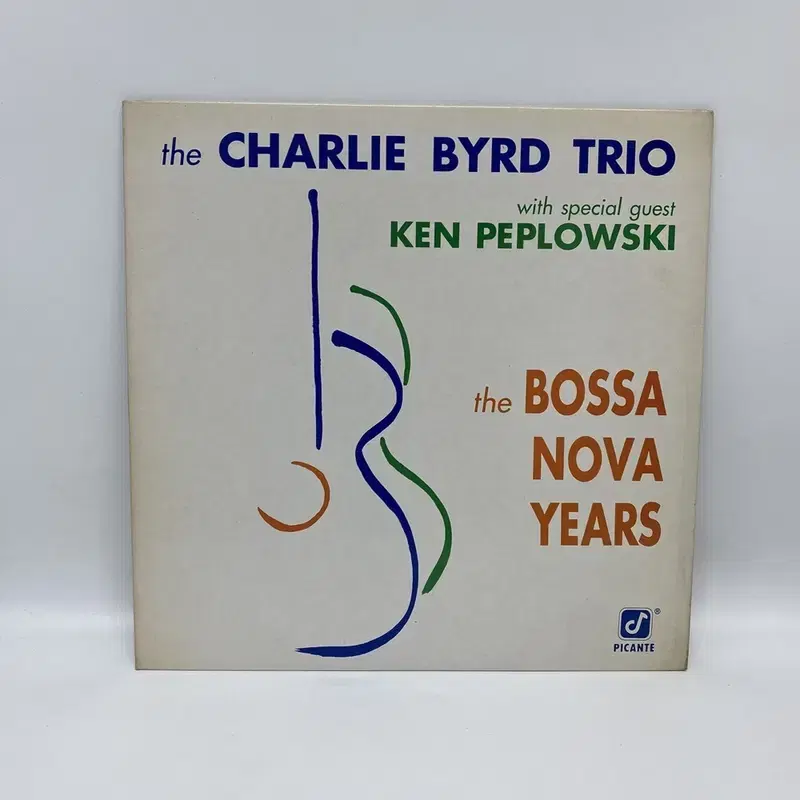 the CHARLIE BYRD TRIO
with special guest
KEN PEPLOWSKI
the BOSSA
NOVA
YEARS
®
PICANTE